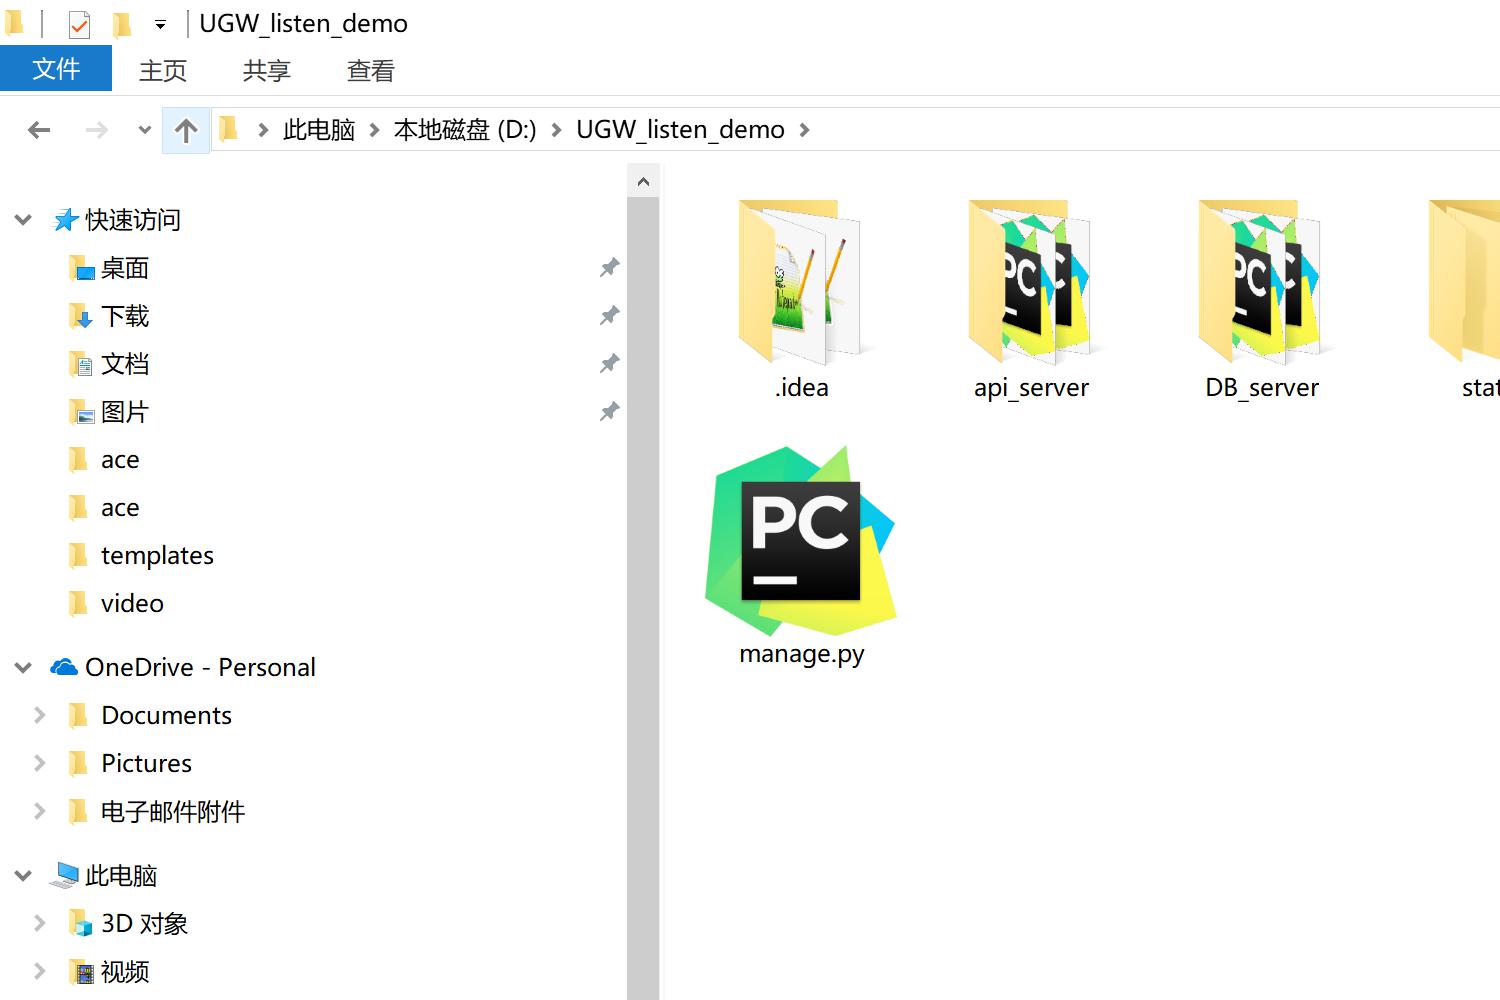 UGW_listen_demo
文件 主页 共享 查看
此电脑 本地磁盘 (D:) UGW_listen_demo
快速访问
桌面
下载
文档
图片
ace
ace
templates
video
OneDrive - Personal
Documents
Pictures
电子邮件附件
此电脑
3D 对象
视频
.idea api_server DB_server stat
PC
manage.py